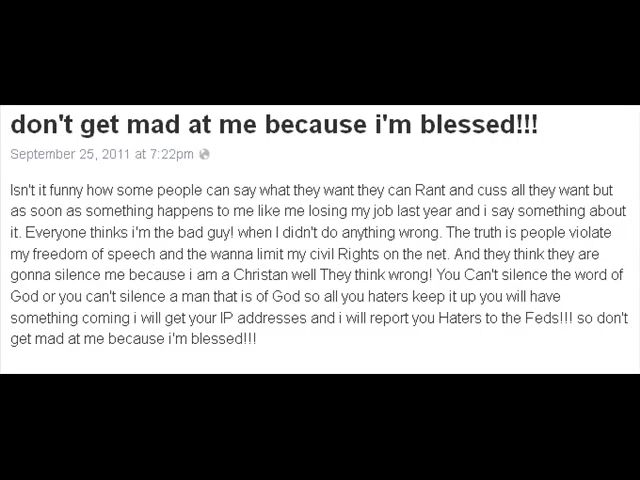 don't get mad at me because i'm blessed!!!
September 25, 2011 at 7:22pm
Isn't it funny how some people can say what they want they can Rant and cuss all they want but
as soon as something happens to me like me losing my job last year and i say something about
it. Everyone thinks i'm the bad guy! when I didn't do anything wrong. The truth is people violate
my freedom of speech and the wanna limit my civil Rights on the net. And they think they are
gonna silence me because i am a Christan well They think wrong! You Can't silence the word of
God or you can't silence a man that is of God so all you haters keep it up you will have
something coming i will get your IP addresses and i will report you Haters to the Feds!!! so don't
get mad at me because i'm blessed!!!